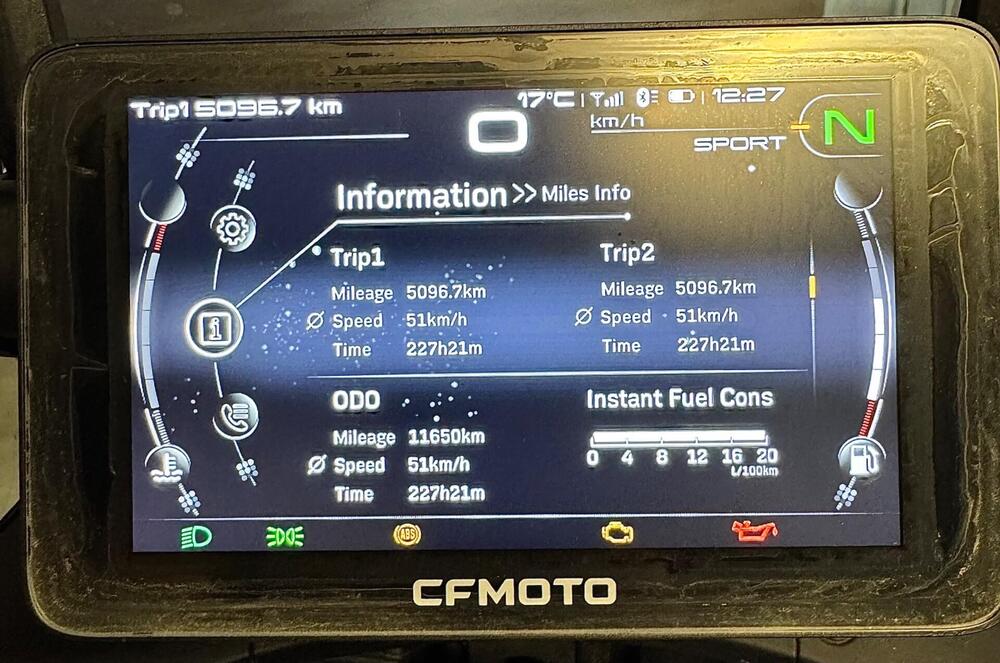 Trip1 5096.7 km
17°C 12:27
0 km/h
SPORT N
Information >> Miles Info
Trip1
Mileage 5096.7km
Ø Speed 51km/h
Time 227h21m
Trip2
Mileage 5096.7km
Ø Speed 51km/h
Time 227h21m
ODO
Mileage 11650km
Ø Speed 51km/h
Time 227h21m
Instant Fuel Cons
0 4 8 12 16 20
L/100km
ABS
CFMOTO